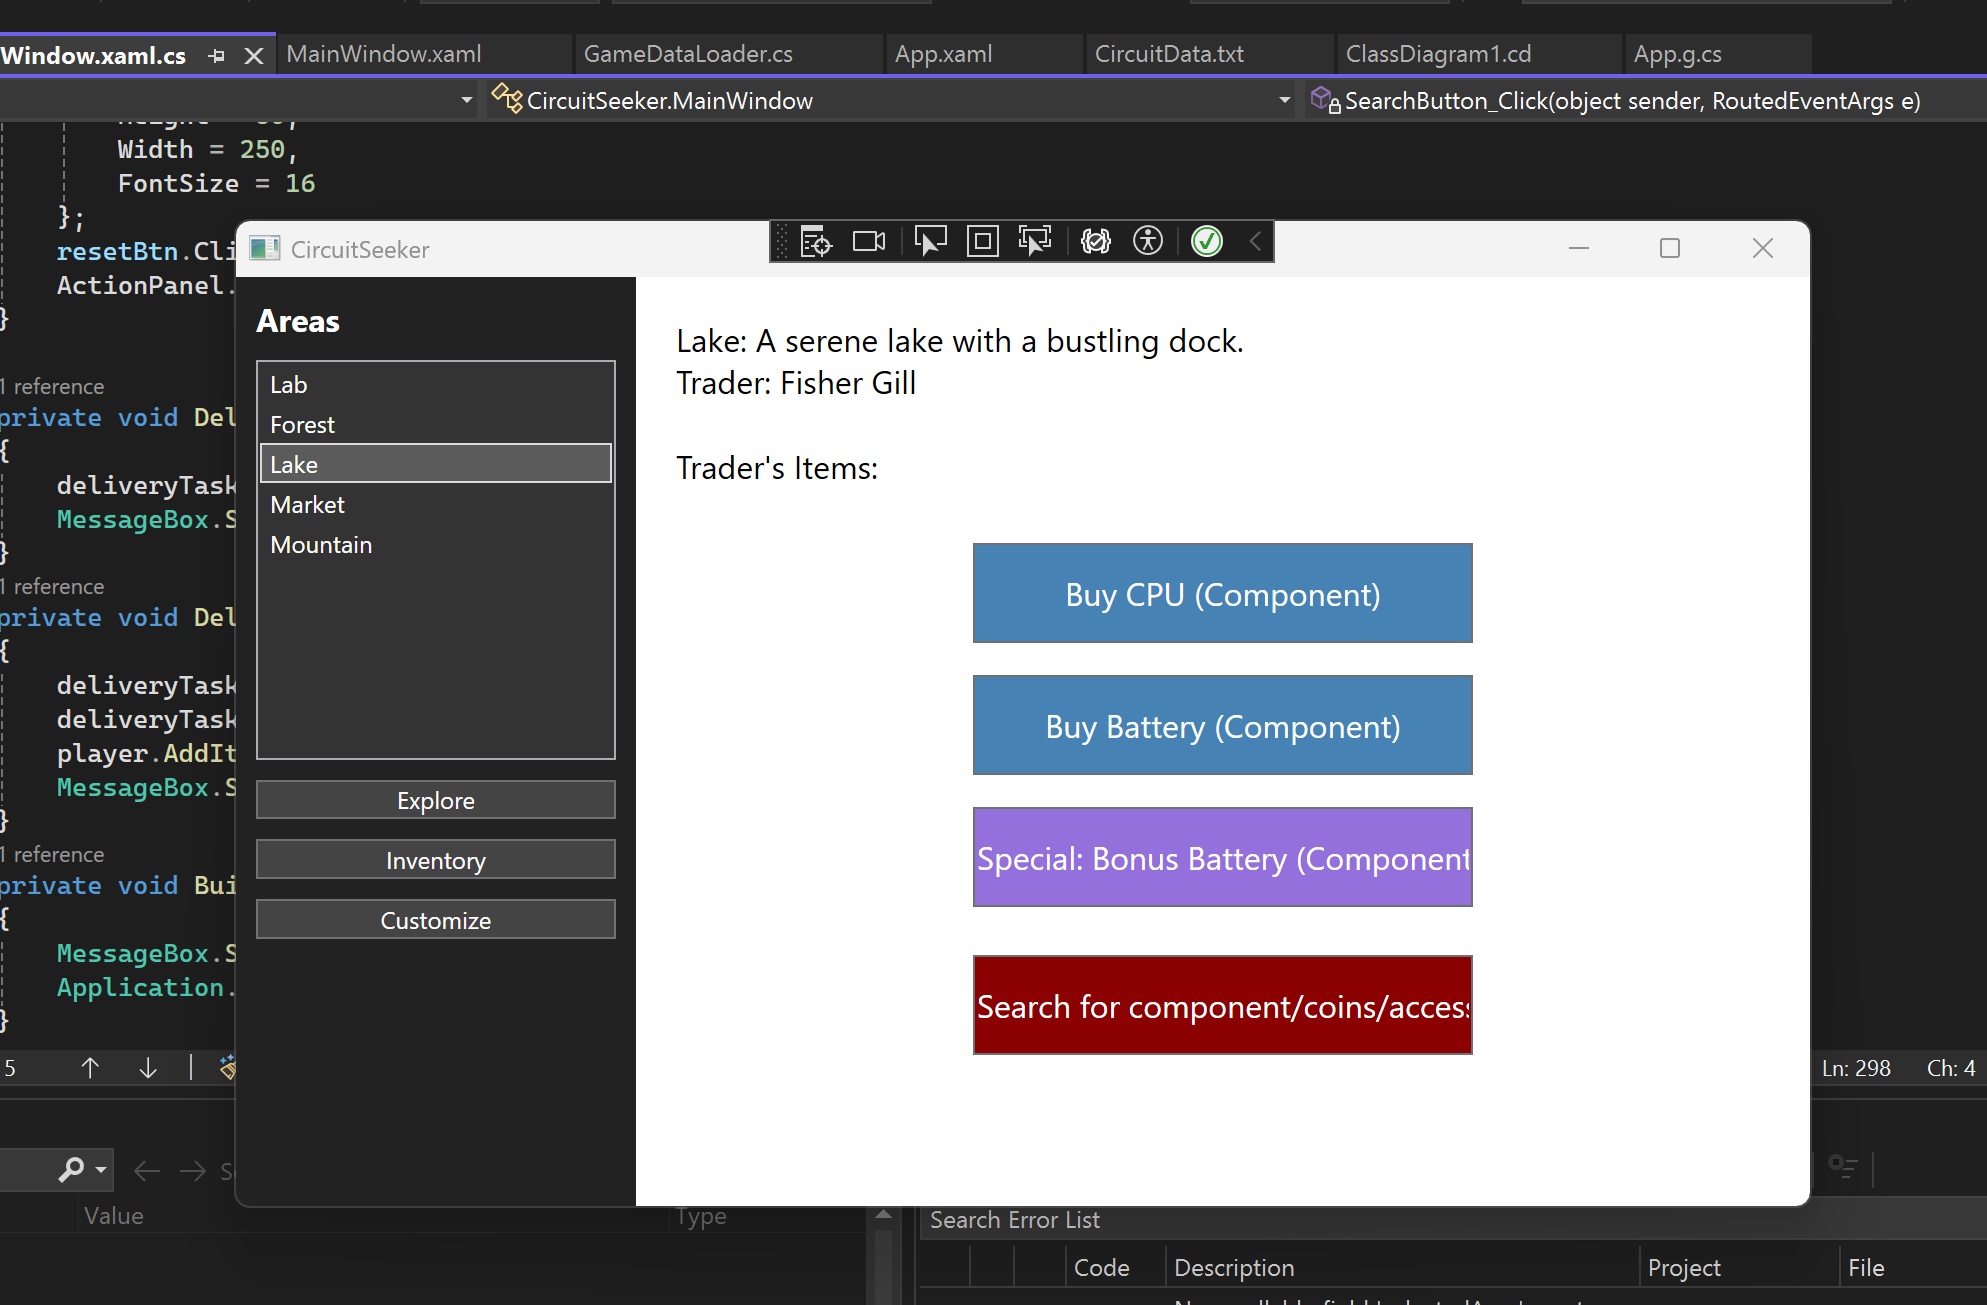 Window.xaml.cs
MainWindow.xaml
GameDataLoader.cs
App.xaml
CircuitData.txt
ClassDiagram1.cd
App.g.cs
CircuitSeeker.MainWindow
SearchButton_Click(object sender, RoutedEventArgs e)
Width = 250,
FontSize = 16
};
resetBtn.Cli
ActionPanel.
}
1 reference
private void Del
{
deliveryTask
MessageBox.S
}
1 reference
private void Del
{
deliveryTask
deliveryTask
player.AddIt
MessageBox.S
}
1 reference
private void Bui
{
MessageBox.S
Application.
}
CircuitSeeker
Areas
Lab
Forest
Lake
Market
Mountain
Explore
Inventory
Customize
Lake: A serene lake with a bustling dock.
Trader: Fisher Gill
Trader's Items:
Buy CPU (Component)
Buy Battery (Component)
Special: Bonus Battery (Component
Search for component/coins/access
5
Ln: 298
Ch: 4
Value
Type
Search Error List
Code
Description
Project
File